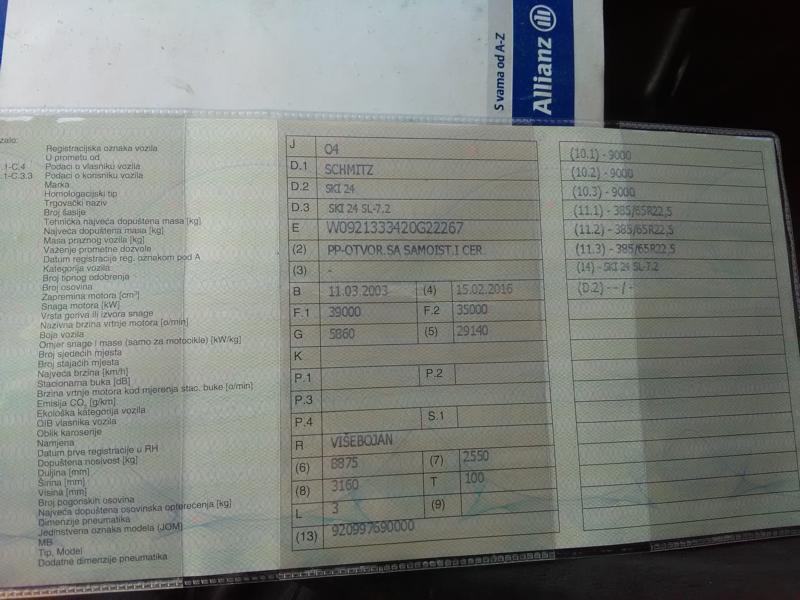 S vama od A-Z
Allianz
zalo:
Registracijska oznaka vozila
U prometu od
.1-C.4 Podaci o vlasniku vozila
.1-C.3.3 Podaci o korisniku vozila
Marka
Homologacijski tip
Trgovački naziv
Broj šasije
Tehnička najveća dopuštena masa [kg]
Najveća dopuštena masa [kg]
Masa praznog vozila [kg]
Važenje prometne dozvole
Datum registracije reg. oznakom pod A
Kategorija vozila
Broj tipnog odobrenja
Broj osovina
Zapremina motora [cm³]
Snaga motora [kW]
Vrsta goriva ili izvora snage
Nazivna brzina vrtnje motora [o/min]
Boja vozila
Omjer snage i mase (samo za motocikle) [kW/kg]
Broj sjedećih mjesta
Broj stajaćih mjesta
Najveća brzina [km/h]
Stacionarna buka [dB]
Brzina vrtnje motora kod mjerenja stac. buke [o/min]
Emisija CO₂ [g/km]
Ekološka kategorija vozila
OIB vlasnika vozila
Oblik karoserije
Namjena
Datum prve registracije u RH
Dopuštena nosivost [kg]
Duljina [mm]
Širina [mm]
Visina [mm]
Broj pogonskih osovina
Najveća dopuštena osovinska opterećenja [kg]
Dimenzije pneumatika
Jedinstvena oznaka modela (JOM)
MB
Tip, Model
Dodatne dimenzije pneumatika
J O4
D.1 SCHMITZ
D.2 SKI 24
D.3 SKI 24 SL-7.2
E W0921333420G22267
(2) PP-OTVOR.SA SAMOIST.I CER
(3) -
B 11.03.2003 (4) 15.02.2016
F.1 39000 F.2 35000
G 5860 (5) 29140
K
P.1 P.2
P.3
P.4 S.1
R VIŠEBOJAN
(6) 8875 (7) 2550
(8) 3160 T 100
L 3 (9)
(13) 920997690000
(10.1) - 9000
(10.2) - 9000
(10.3) - 9000
(11.1) - 385/65R22,5
(11.2) - 385/65R22,5
(11.3) - 385/65R22,5
(14) - SKI 24 SL-7.2
(D.2) - - / -